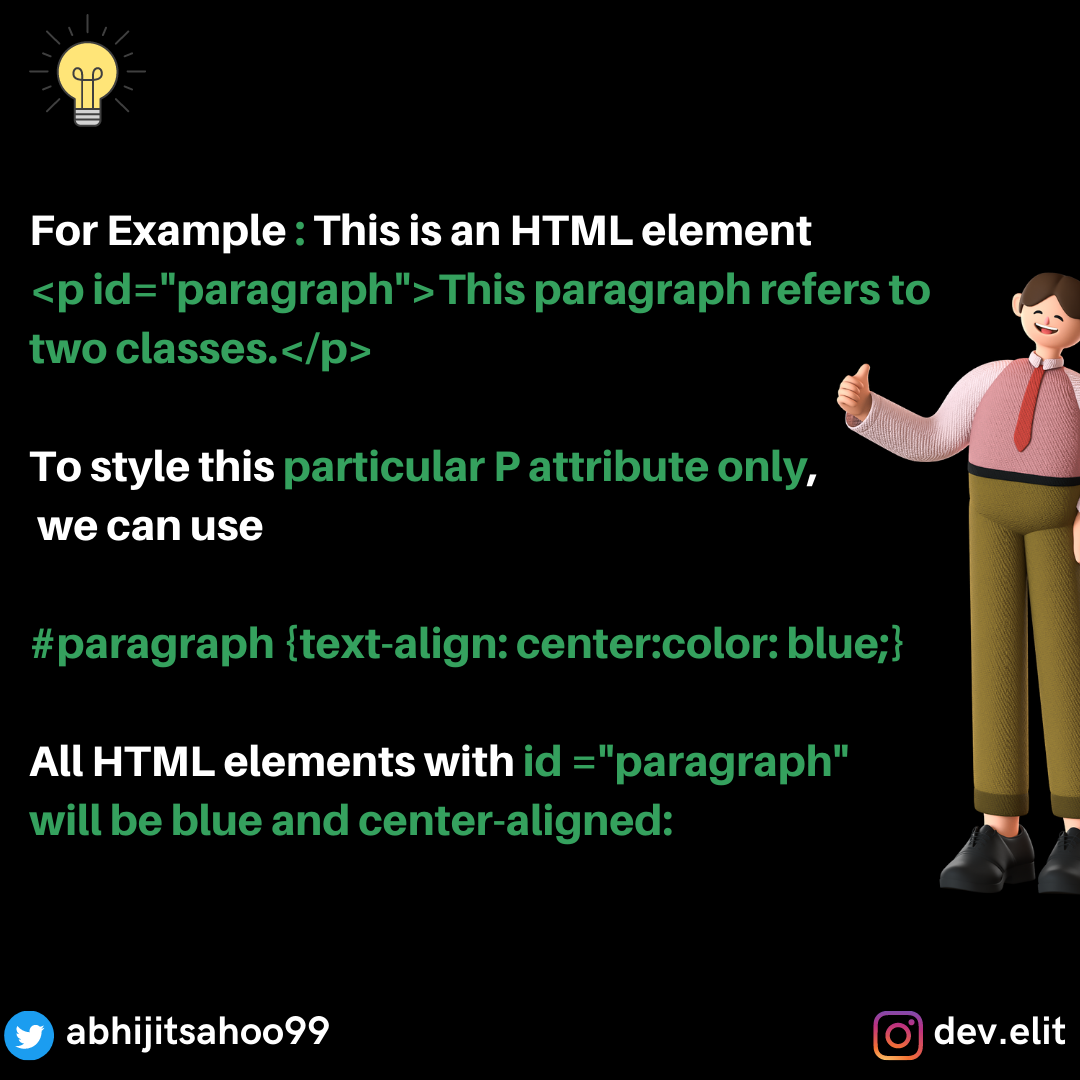 For Example : This is an HTML element
<p id="paragraph">This paragraph refers to
two classes.</p>
To style this particular P attribute only,
we can use
#paragraph {text-align: center:color: blue;}
All HTML elements with id ="paragraph"
will be blue and center-aligned:
abhijitsahoo99
dev.elit